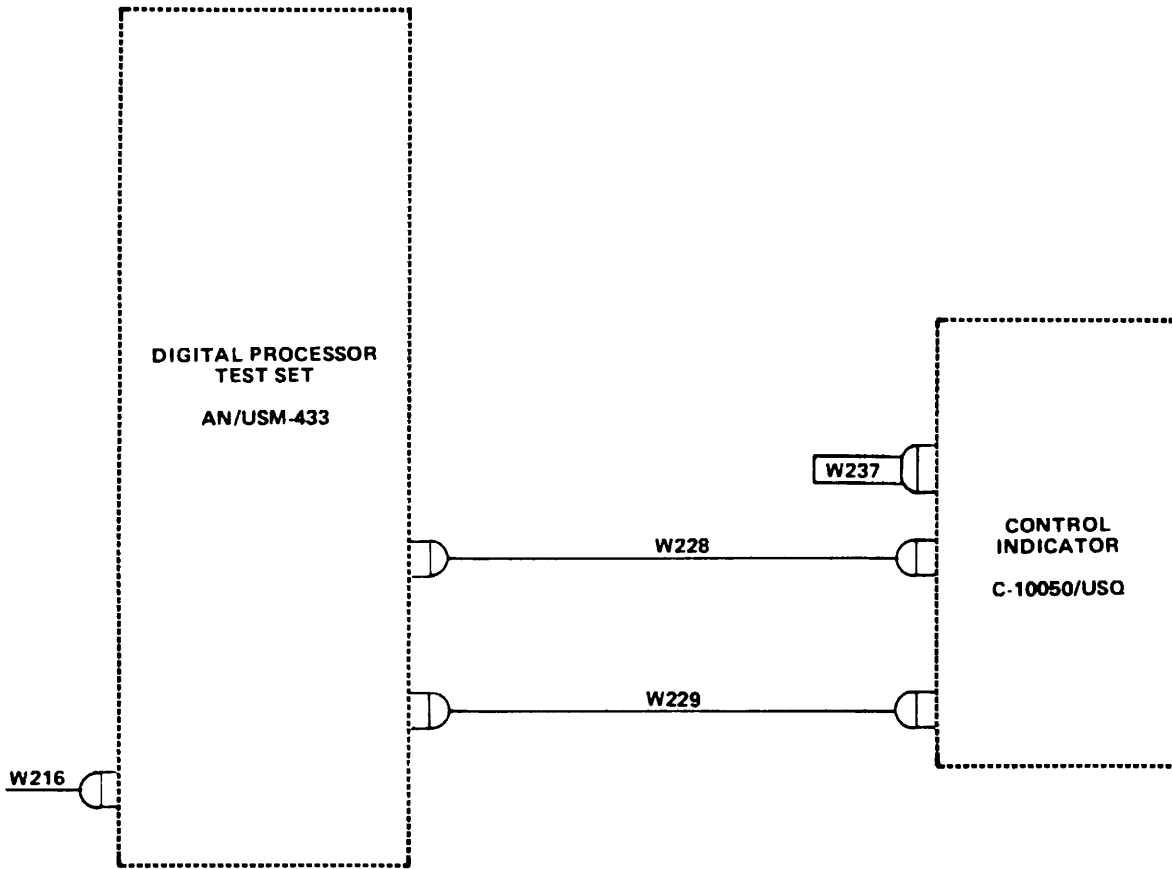 DIGITAL PROCESSOR
TEST SET
AN/USM-433
W237
CONTROL
INDICATOR
C-10050/USQ
W228
W229
W216